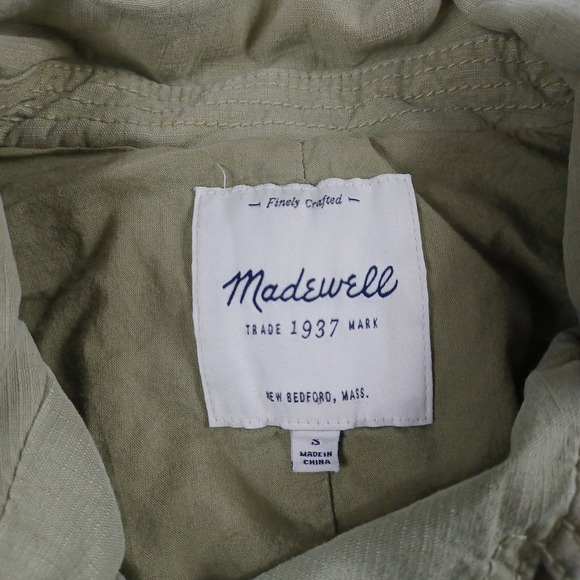 Finely Crafted
Madewell
TRADE 1937 MARK
NEW BEDFORD, MASS.
S
MADE IN
CHINA